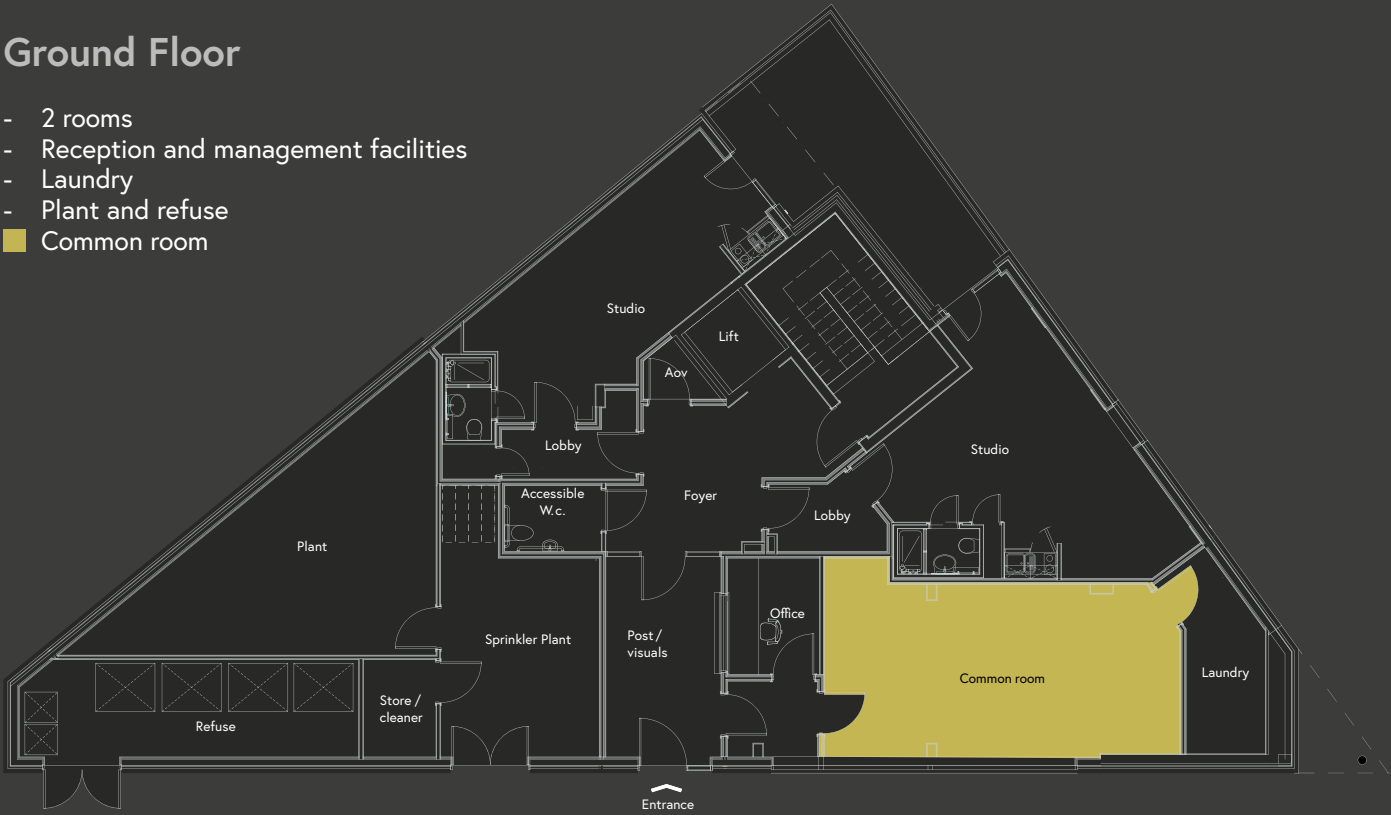 Ground Floor
- 2 rooms
- Reception and management facilities
- Laundry
- Plant and refuse
Common room
Studio
Lift
Aov
Lobby
Studio
Accessible
W.c.
Foyer
Lobby
Plant
Office
Sprinkler Plant
Post /
visuals
Common room
Laundry
Store /
cleaner
Refuse
Entrance